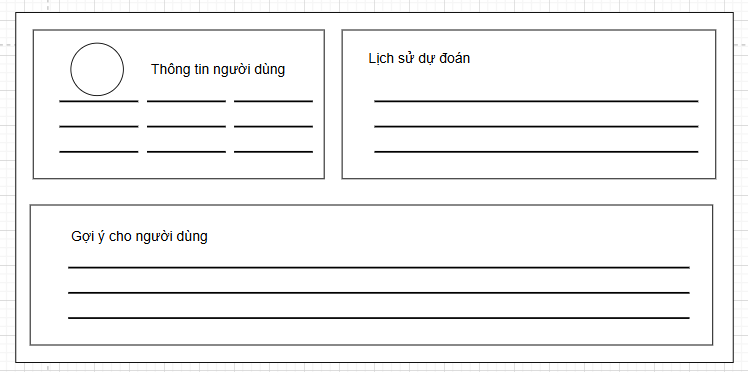 Thông tin người dùng
Lịch sử dự đoán
Gợi ý cho người dùng